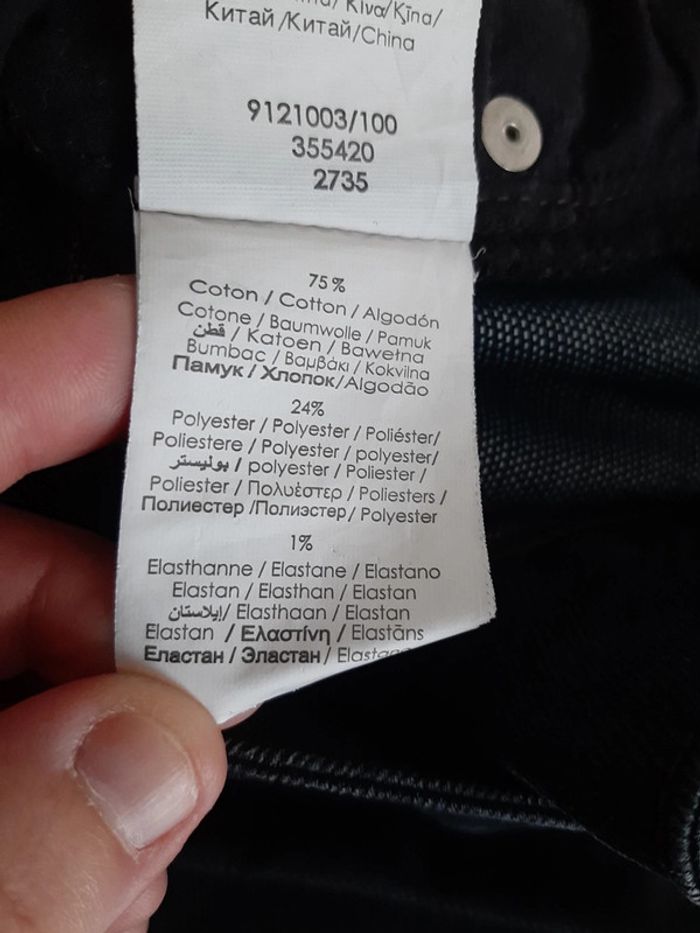 Kίνα/Ķīna/
Китай /Китай/China
9121003/100
355420
2735
75%
Coton / Cotton / Algodón
Cotone / Baumwolle / Pamuk
قطن / Katoen / Bawełna
Bumbac / Βαμβάκι / Kokvilna
Памук / Хлопок/Algodão
24%
Polyester / Polyester / Poliéster/
Poliestere / Polyester / polyester/
بوليستر / polyester / Poliester /
Poliester / Πολυέστερ / Poliesters /
Полиестер /Полиэстер / Polyester
1%
Elasthanne / Elastane / Elastano
Elastan / Elasthan / Elastan
إيلاستان/ Elasthaan / Elastan
Elastan / Ελαστίνη / Elastāns
Еластан / Эластан /